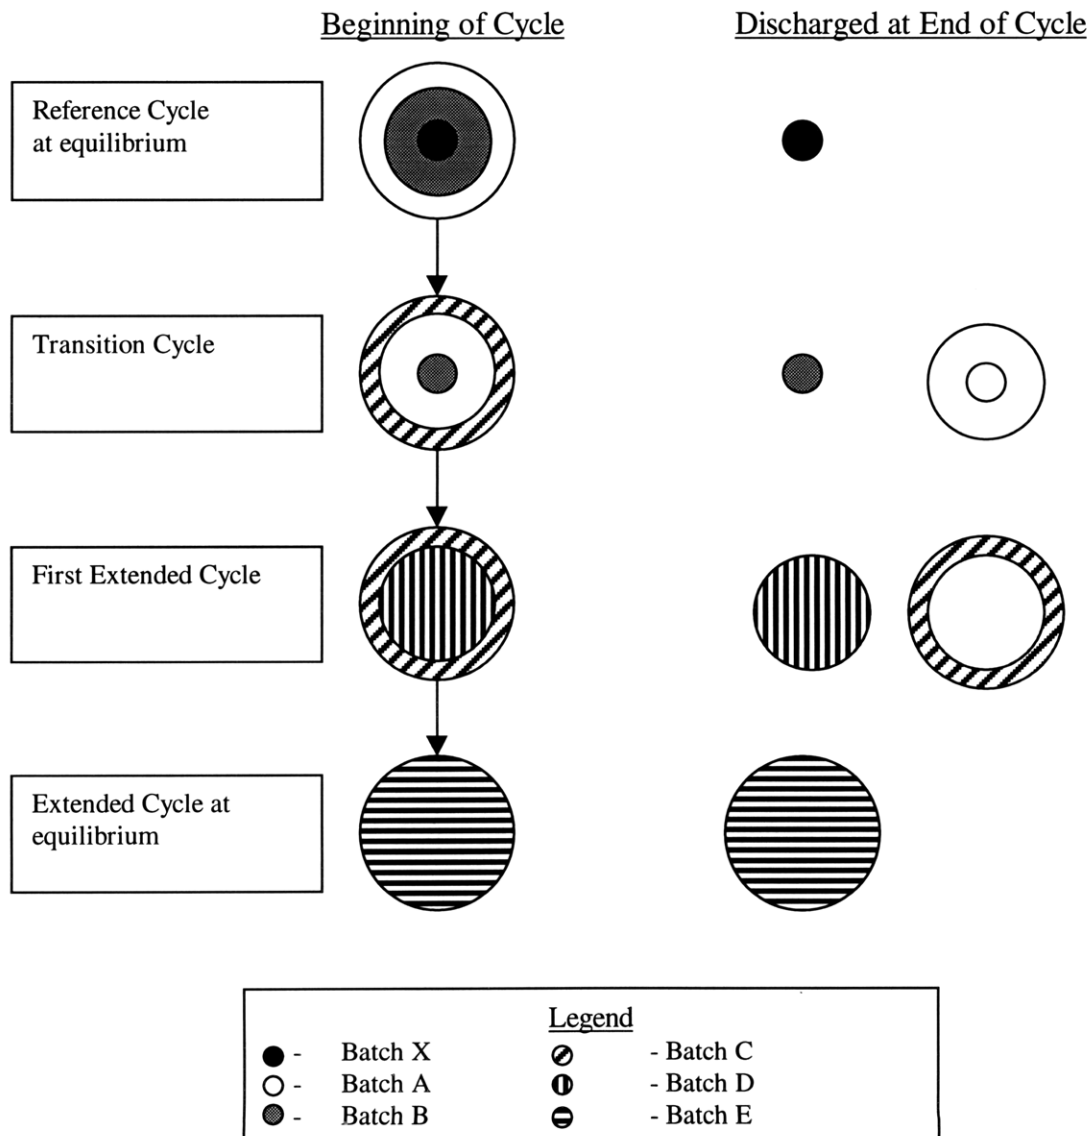 Beginning of Cycle
Discharged at End of Cycle
Reference Cycle
at equilibrium
Transition Cycle
First Extended Cycle
Extended Cycle at
equilibrium
Legend
- Batch X
- Batch C
- Batch A
- Batch D
- Batch B
- Batch E